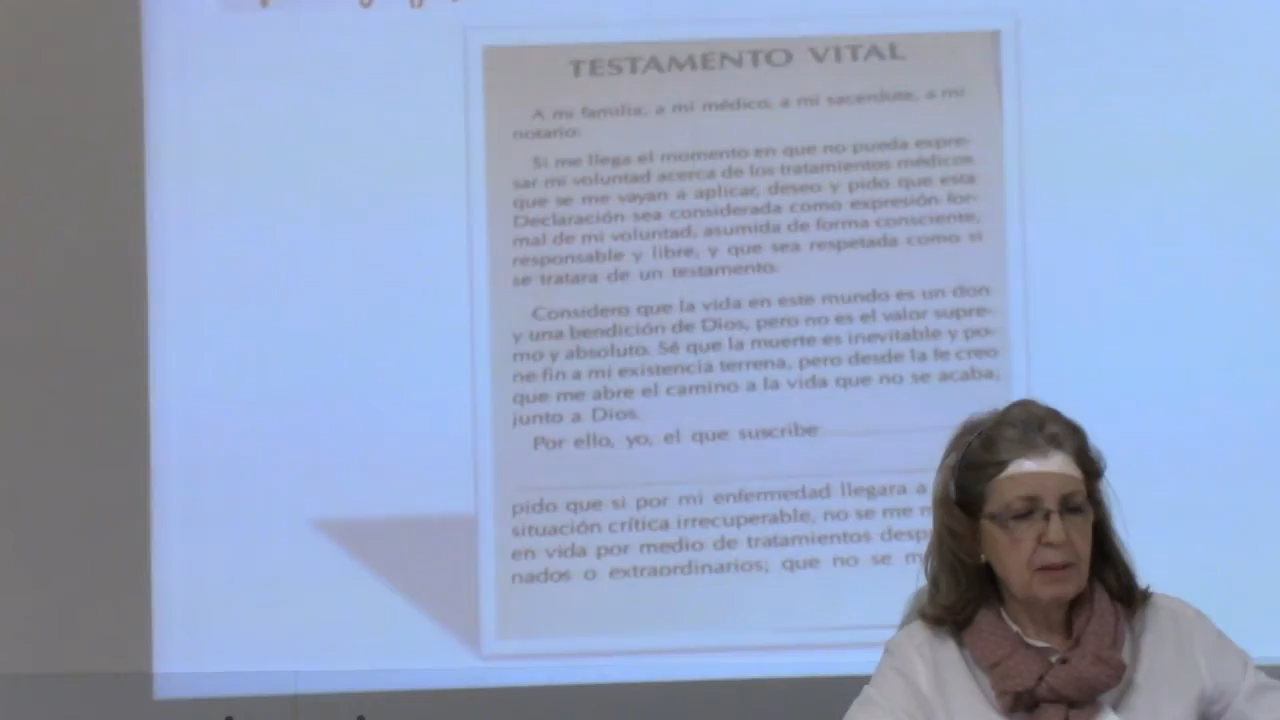 TESTAMENTO VITAL
A mi familia, a mi médico, a mi sacerdote, a mi
notario:
Si me llega el momento en que no pueda expre-
sar mi voluntad acerca de los tratamientos médicos
que se me vayan a aplicar, deseo y pido que esta
Declaración sea considerada como expresión for-
mal de mi voluntad, asumida de forma consciente,
responsable y libre, y que sea respetada como si
se tratara de un testamento.
Considero que la vida en este mundo es un don
y una bendición de Dios, pero no es el valor supre-
mo y absoluto. Sé que la muerte es inevitable y po-
ne fin a mi existencia terrena, pero desde la fe creo
que me abre el camino a la vida que no se acaba,
junto a Dios.
Por ello, yo, el que suscribe
pido que si por mi enfermedad llegara a
situación crítica irrecuperable, no se me
en vida por medio de tratamientos
nados o extraordinarios; que no se